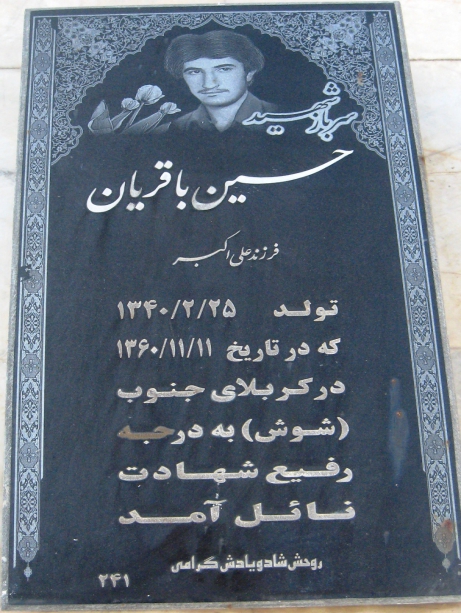 سرباز شهید
حسین باقریان
فرزند علی اکبر
تولد ۱۳۴۰/۲/۲۵
که در تاریخ ۱۳۶۰/۱۱/۱۱
در کربلای جنوب
(شوش) به درجه
رفیع شهادت
نائل آمد
روحش شاد و یادش گرامی
۲۴۱